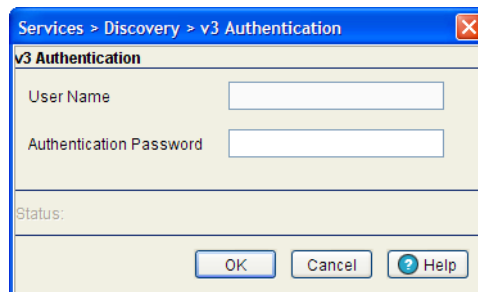 Services > Discovery > v3 Authentication
v3 Authentication
User Name
Authentication Password
Status:
OK Cancel Help